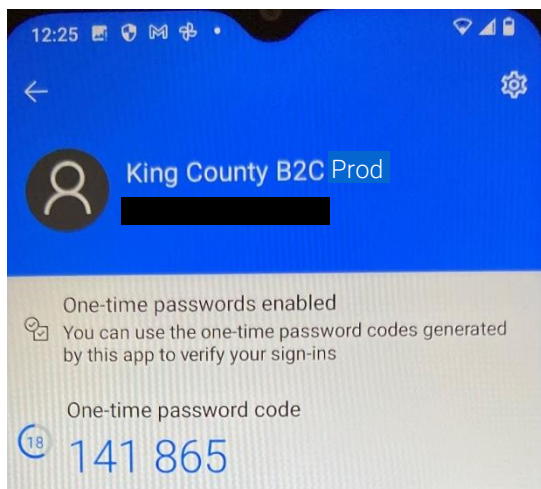 12:25
King County B2C Prod
One-time passwords enabled
You can use the one-time password codes generated
by this app to verify your sign-ins
One-time password code
18
141 865